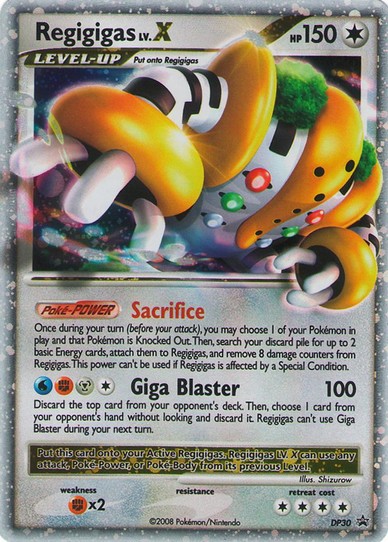 Regigigas LV.X HP150
LEVEL-UP Put onto Regigigas
Poké-POWER Sacrifice
Once during your turn (before your attack), you may choose 1 of your Pokémon in
play and that Pokémon is Knocked Out. Then, search your discard pile for up to 2
basic Energy cards, attach them to Regigigas, and remove 8 damage counters from
Regigigas. This power can't be used if Regigigas is affected by a Special Condition.
Giga Blaster 100
Discard the top card from your opponent's deck. Then, choose 1 card
from your opponent's hand without looking and discard it. Regigigas can't use Giga
Blaster during your next turn.
Put this card onto your Active Regigigas. Regigigas LV.X can use any
attack, Poké-Power, or Poké-Body from its previous Level.
Illus. Shizurow
weakness resistance retreat cost
x2
©2008 Pokémon/Nintendo DP30